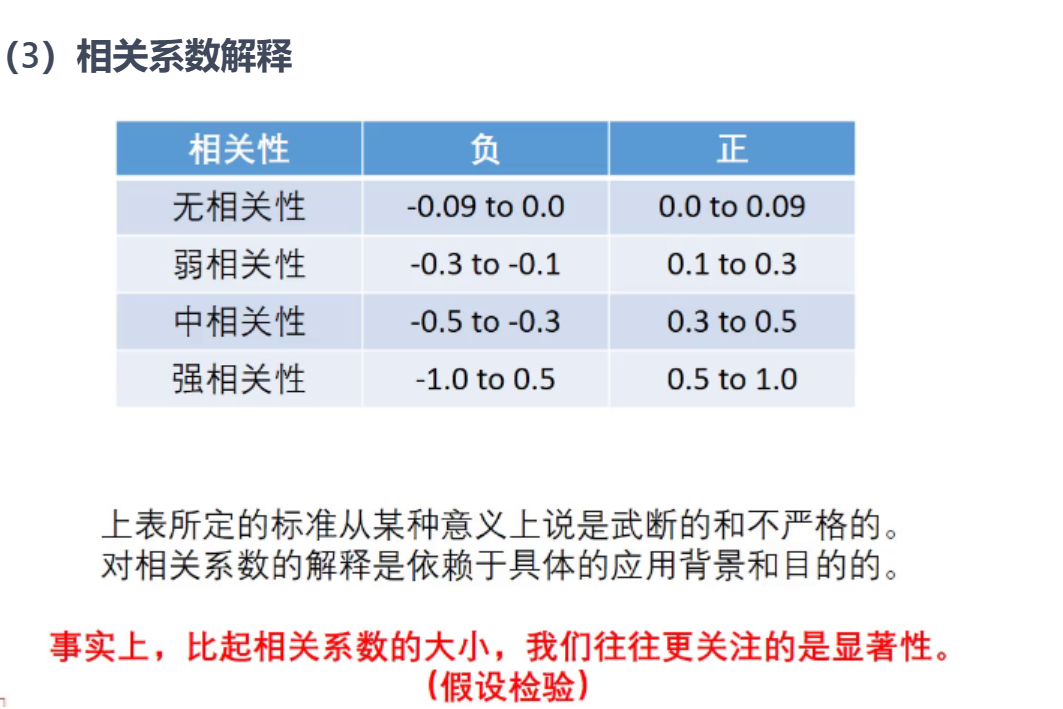 (3) 相关系数解释
相关性 负 正
无相关性 -0.09 to 0.0 0.0 to 0.09
弱相关性 -0.3 to -0.1 0.1 to 0.3
中相关性 -0.5 to -0.3 0.3 to 0.5
强相关性 -1.0 to 0.5 0.5 to 1.0
上表所定的标准从某种意义上说是武断的和不严格的。
对相关系数的解释是依赖于具体的应用背景和目的的。
事实上，比起相关系数的大小，我们往往更关注的是显著性。
(假设检验)